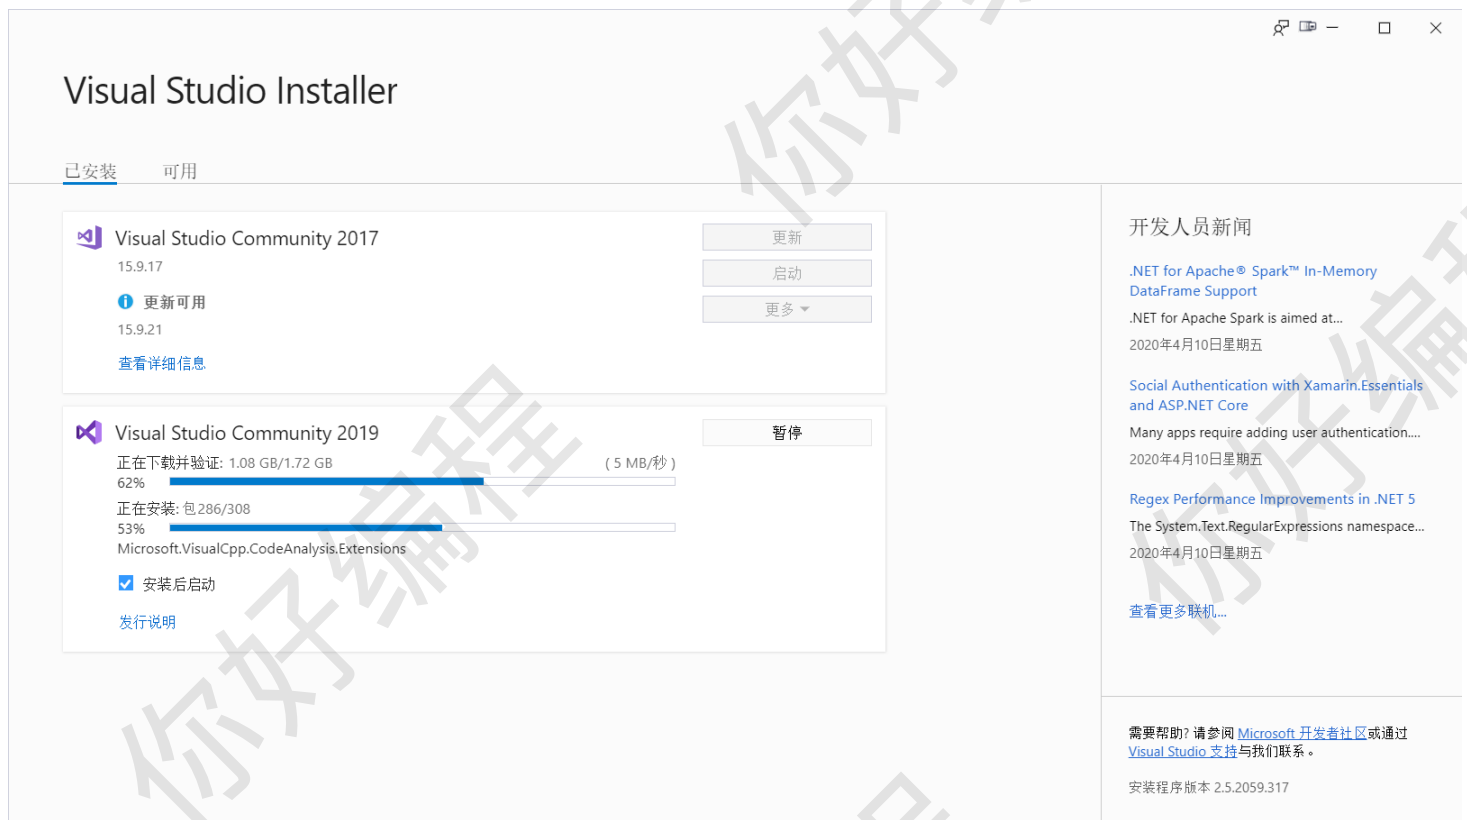 Visual Studio Installer
已安装
可用
Visual Studio Community 2017
15.9.17
更新可用
15.9.21
查看详细信息
更新
启动
更多
Visual Studio Community 2019
暂停
正在下载并验证: 1.08 GB/1.72 GB
( 5 MB/秒 )
62%
正在安装: 包286/308
53%
Microsoft.VisualCpp.CodeAnalysis.Extensions
安装后启动
发行说明
开发人员新闻
.NET for Apache® Spark™ In-Memory
DataFrame Support
.NET for Apache Spark is aimed at...
2020年4月10日星期五
Social Authentication with Xamarin.Essentials
and ASP.NET Core
Many apps require adding user authentication....
2020年4月10日星期五
Regex Performance Improvements in .NET 5
The System.Text.RegularExpressions namespace...
2020年4月10日星期五
查看更多联机...
需要帮助? 请参阅 Microsoft 开发者社区或通过
Visual Studio 支持与我们联系。
安装程序版本 2.5.2059.317
你好编程
你好编程
你好编
程